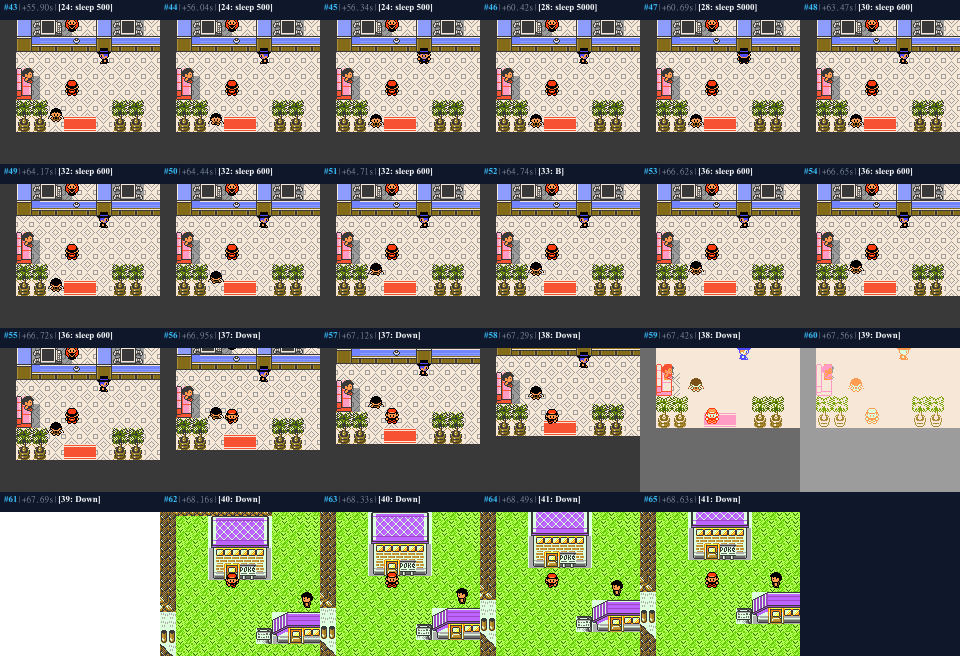 #43 | +55.90s | [24: sleep 500]
#44 | +56.04s | [24: sleep 500]
#45 | +56.34s | [24: sleep 500]
#46 | +60.42s | [28: sleep 5000]
#47 | +60.69s | [28: sleep 5000]
#48 | +63.47s | [30: sleep 600]
#49 | +64.17s | [32: sleep 600]
#50 | +64.44s | [32: sleep 600]
#51 | +64.71s | [32: sleep 600]
#52 | +64.74s | [33: B]
#53 | +66.62s | [36: sleep 600]
#54 | +66.65s | [36: sleep 600]
#55 | +66.72s | [36: sleep 600]
#56 | +66.95s | [37: Down]
#57 | +67.12s | [37: Down]
#58 | +67.29s | [38: Down]
#59 | +67.42s | [38: Down]
#60 | +67.56s | [39: Down]
#61 | +67.69s | [39: Down]
#62 | +68.16s | [40: Down]
#63 | +68.33s | [40: Down]
#64 | +68.49s | [41: Down]
#65 | +68.63s | [41: Down]
POKé
POKé
POKé
POKé